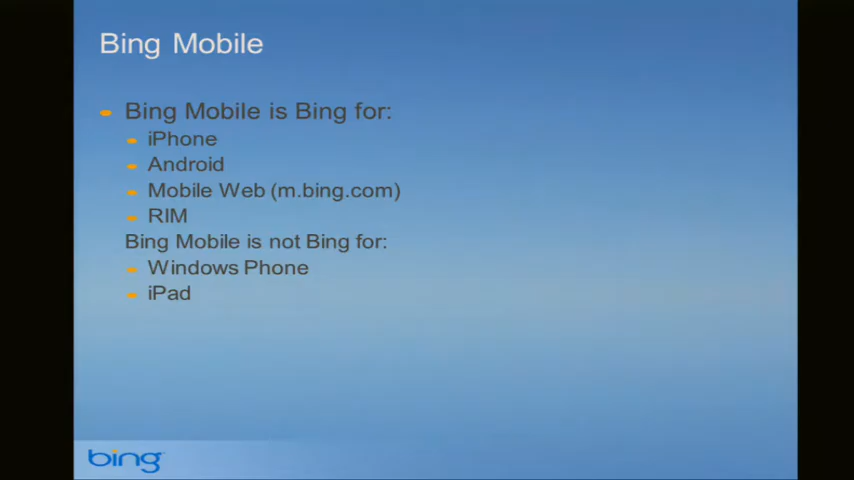 Bing Mobile
Bing Mobile is Bing for:
iPhone
Android
Mobile Web (m.bing.com)
RIM
Bing Mobile is not Bing for:
Windows Phone
iPad
bing